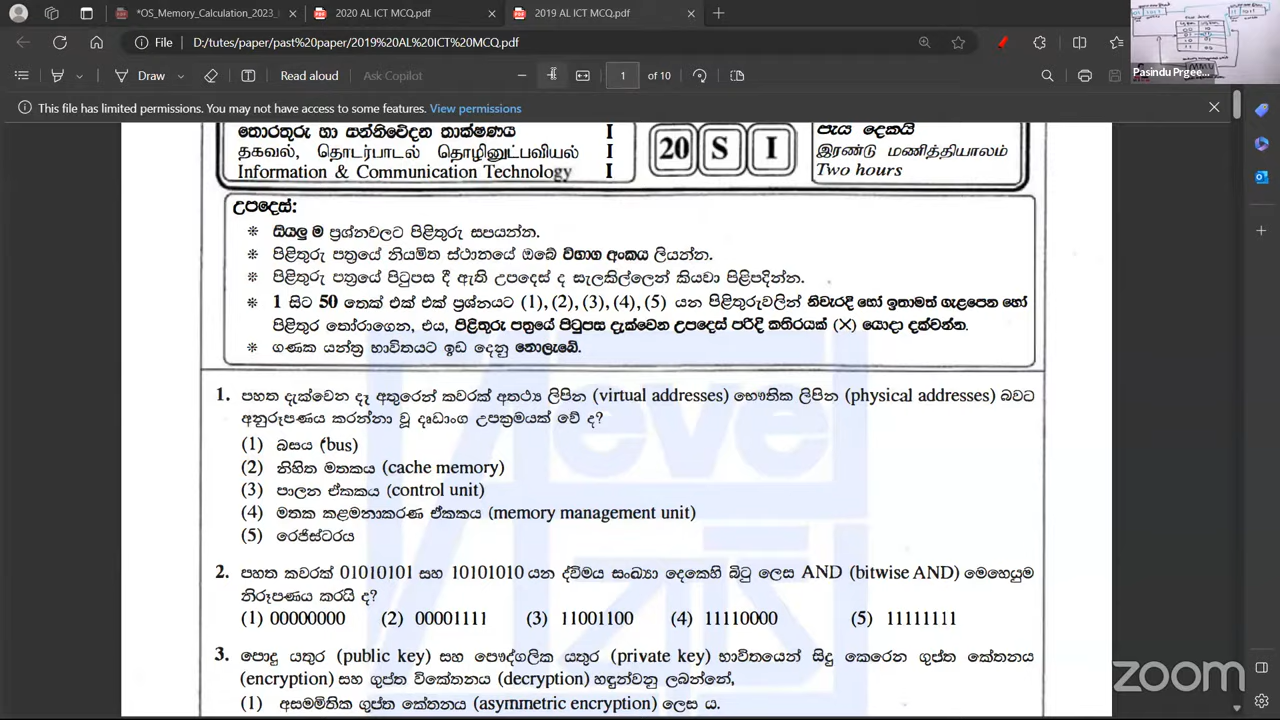 *OS_Memory_Calculation_2023_
2020 AL ICT MCQ.pdf
2019 AL ICT MCQ.pdf
File
D:/tutes/paper/past%20paper/2019%20AL%20ICT%20MCQ.pdf
Draw
Read aloud
Ask Copilot
1
of 10
This file has limited permissions. You may not have access to some features. View permissions
Pasindu Prgee...
තොරතුරු හා සන්නිවේදන තාක්ෂණය I
தகவல், தொடர்பாடல் தொழினுட்பவியல் I
Information & Communication Technology I
20 S I
පැය දෙකයි
இரண்டு மணித்தியாலம்
Two hours
උපදෙස්:
* සියලු ම ප්‍රශ්නවලට පිළිතුරු සපයන්න.
* පිළිතුරු පත්‍රයේ නියමිත ස්ථානයේ ඔබේ විභාග අංකය ලියන්න.
* පිළිතුරු පත්‍රයේ පිටුපස දී ඇති උපදෙස් ද සැලකිල්ලෙන් කියවා පිළිපදින්න.
* 1 සිට 50 තෙක් එක් එක් ප්‍රශ්නයට (1), (2), (3), (4), (5) යන පිළිතුරුවලින් නිවැරදි හෝ ඉතාමත් ගැළපෙන හෝ
පිළිතුර තෝරාගෙන, එය, පිළිතුරු පත්‍රයේ පිටුපස දැක්වෙන උපදෙස් පරිදි කතිරයක් (X) යොදා දක්වන්න.
* ගණක යන්ත්‍ර භාවිතයට ඉඩ දෙනු නොලැබේ.
1. පහත දැක්වෙන දෑ අතුරෙන් කවරක් අතථ්‍ය ලිපින (virtual addresses) භෞතික ලිපින (physical addresses) බවට
අනුරූපණය කරන්නා වූ දෘඩාංග උපක්‍රමයක් වේ ද?
(1) බසය (bus)
(2) නිහිත මතකය (cache memory)
(3) පාලන ඒකකය (control unit)
(4) මතක කළමනාකරණ ඒකකය (memory management unit)
(5) රෙජිස්ටරය
2. පහත කවරක් 01010101 සහ 10101010 යන ද්විමය සංඛ්‍යා දෙකෙහි බිටු ලෙස AND (bitwise AND) මෙහෙයුම
නිරූපණය කරයි ද?
(1) 00000000 (2) 00001111 (3) 11001100 (4) 11110000 (5) 11111111
3. පොදු යතුර (public key) සහ පෞද්ගලික යතුර (private key) භාවිතයෙන් සිදු කෙරෙන ගුප්ත කේතනය
(encryption) සහ ගුප්ත විකේතනය (decryption) හඳුන්වනු ලබන්නේ,
(1) අසමමිතික ගුප්ත කේතනය (asymmetric encryption) ලෙස ය.
zoom